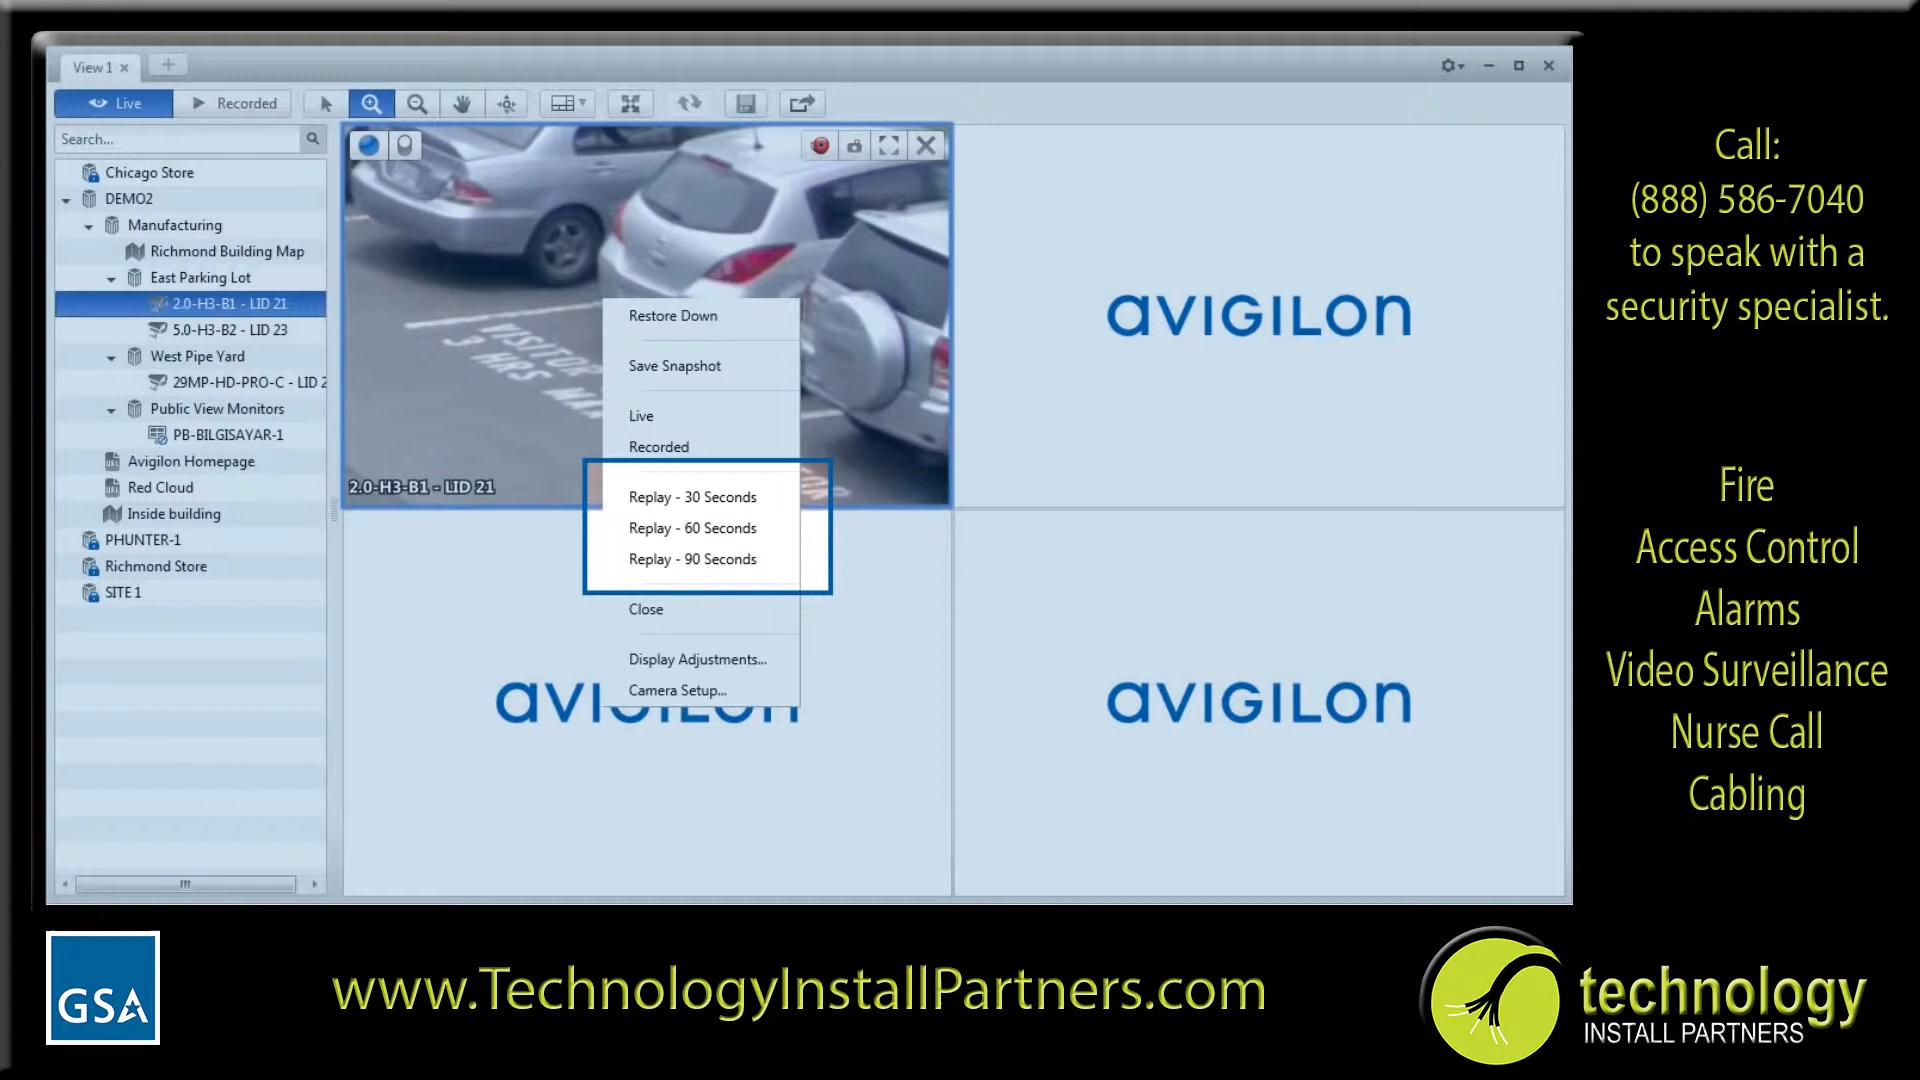 View 1
Live
Recorded
Search...
Chicago Store
DEMO2
Manufacturing
Richmond Building Map
East Parking Lot
2.0-H3-B1 - LID 21
5.0-H3-B2 - LID 23
West Pipe Yard
29MP-HD-PRO-C - LID 2
Public View Monitors
PB-BILGISAYAR-1
Avigilon Homepage
Red Cloud
Inside building
PHUNTER-1
Richmond Store
SITE 1
VISITOR
3 HRS MAX
2.0-H3-B1 - LID 21
Restore Down
Save Snapshot
Live
Recorded
Replay - 30 Seconds
Replay - 60 Seconds
Replay - 90 Seconds
Close
Display Adjustments...
Camera Setup...
aVIGILON
aVIGILON
aVIGILON
Call:
(888) 586-7040
to speak with a
security specialist.
Fire
Access Control
Alarms
Video Surveillance
Nurse Call
Cabling
GSA
www.TechnologyInstallPartners.com
technology
INSTALL PARTNERS